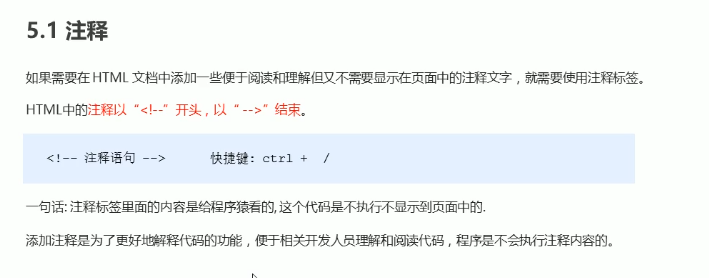 5.1 注释
如果需要在 HTML 文档中添加一些便于阅读和理解但又不需要显示在页面中的注释文字，就需要使用注释标签。
HTML中的注释以“<!--”开头，以“ -->”结束。
<!-- 注释语句 -->      快捷键: ctrl +  /
一句话: 注释标签里面的内容是给程序猿看的, 这个代码是不执行不显示到页面中的.
添加注释是为了更好地解释代码的功能，便于相关开发人员理解和阅读代码，程序是不会执行注释内容的。